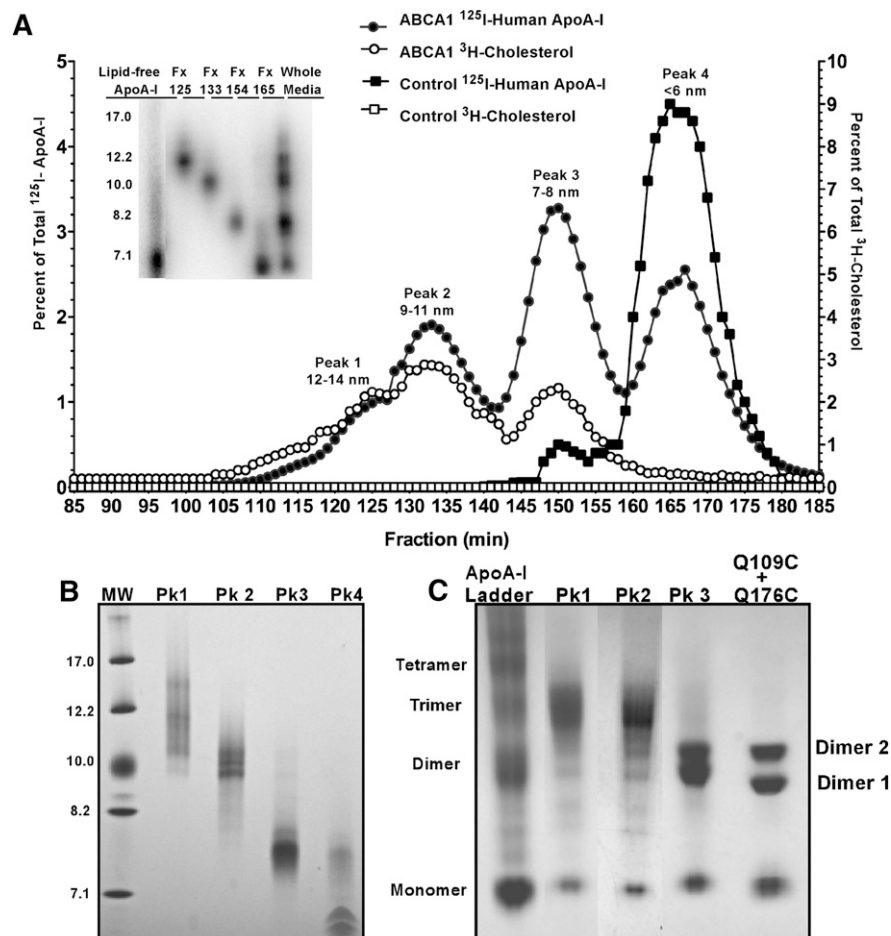 A
ABCA1 ¹²⁵I-Human ApoA-I
ABCA1 ³H-Cholesterol
Control ¹²⁵I-Human ApoA-I
Control ³H-Cholesterol
Percent of Total ¹²⁵I- ApoA-I
5
4
3
2
1
0
Lipid-free Fx Fx Fx Fx Whole
ApoA-I 125 133 154 165 Media
17.0
12.2
10.0
8.2
7.1
Peak 1
12-14 nm
Peak 2
9-11 nm
Peak 3
7-8 nm
Peak 4
<6 nm
10
9
8
7
6
5
4
3
2
1
0
Percent of Total ³H-Cholesterol
85 90 95 100 105 110 115 120 125 130 135 140 145 150 155 160 165 170 175 180 185
Fraction (min)
B
MW Pk1 Pk 2 Pk3 Pk4
17.0
12.2
10.0
8.2
7.1
C
ApoA-I
Ladder Pk1 Pk2 Pk 3
Q109C
+
Q176C
Tetramer
Trimer
Dimer
Monomer
Dimer 2
Dimer 1